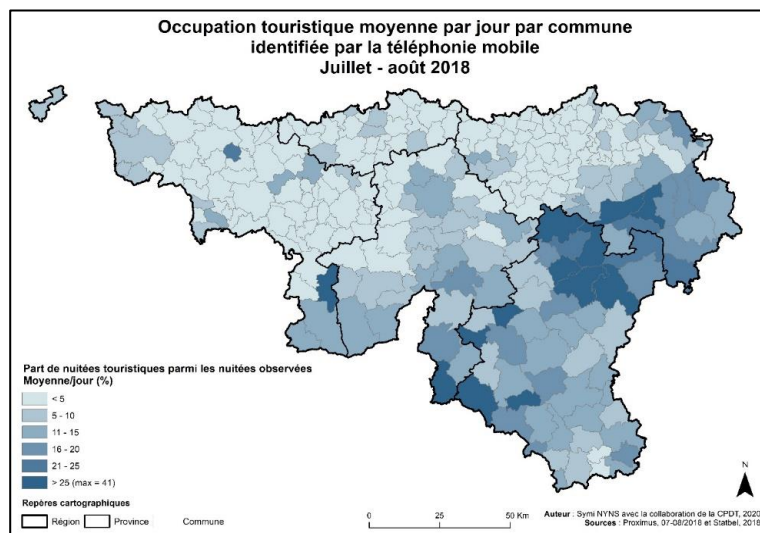 Occupation touristique moyenne par jour par commune
identifiée par la téléphonie mobile
Juillet - août 2018
Part de nuitées touristiques parmi les nuitées observées
Moyenne/jour (%)
< 5
5 - 10
11 - 15
16 - 20
21 - 25
> 25 (max = 41)
Repères cartographiques
Région Province Commune
0 25 50 Km
N
Auteur : Symi NYNS avec la collaboration de la CPDT, 2020
Sources : Proximus, 07-08/2018 et Statbel, 2018